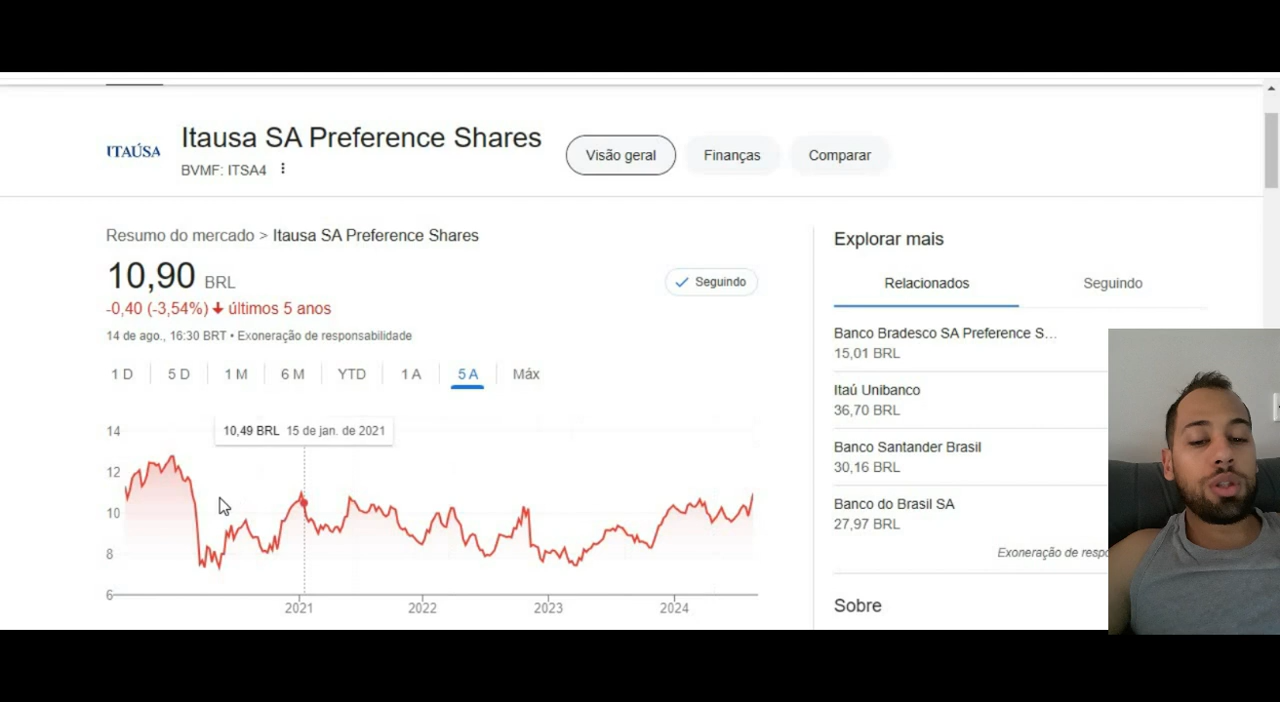 ITAÚSA
Itausa SA Preference Shares
BVMF: ITSA4
Visão geral
Finanças
Comparar
Resumo do mercado > Itausa SA Preference Shares
10,90 BRL
Seguindo
-0,40 (-3,54%) últimos 5 anos
14 de ago., 16:30 BRT • Exoneração de responsabilidade
1 D
5 D
1 M
6 M
YTD
1 A
5 A
Máx
10,49 BRL 15 de jan. de 2021
14
12
10
8
6
2021
2022
2023
2024
Explorar mais
Relacionados
Seguindo
Banco Bradesco SA Preference S...
15,01 BRL
Itaú Unibanco
36,70 BRL
Banco Santander Brasil
30,16 BRL
Banco do Brasil SA
27,97 BRL
Exoneração de respo
Sobre